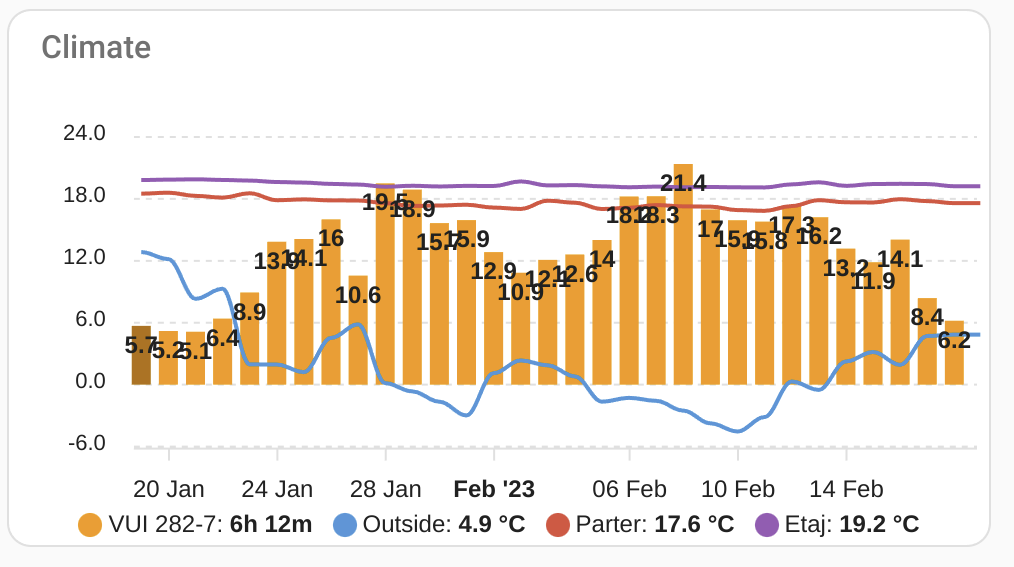 Climate
24.0
18.0
12.0
6.0
0.0
-6.0
5.7 5.2 5.1 6.4 8.9 13.9 14.1 16 10.6 19.5 18.9 15.7 15.9 12.9 10.9 12.1 12.6 14 18.2 18.3 21.4 17 15.9 15.8 17.3 16.2 13.2 11.9 14.1 8.4 6.2
20 Jan 24 Jan 28 Jan Feb '23 06 Feb 10 Feb 14 Feb
VUI 282-7: 6h 12m Outside: 4.9 °C Parter: 17.6 °C Etaj: 19.2 °C